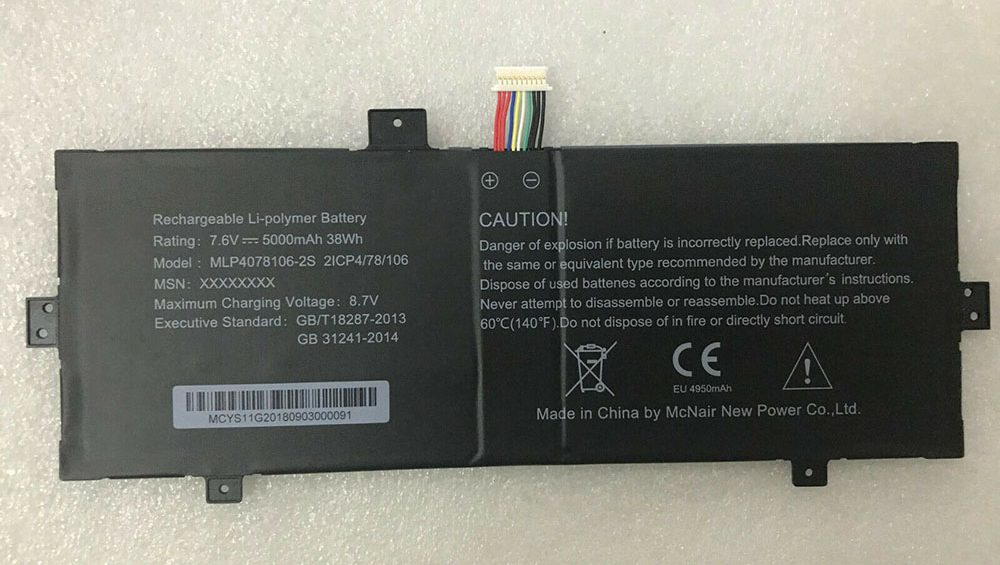 Rechargeable Li-polymer Battery
Rating: 7.6V⎓5000mAh 38Wh
Model : MLP4078106-2S 2ICP4/78/106
MSN: XXXXXXXX
Maximum Charging Voltage: 8.7V
Executive Standard: GB/T18287-2013
GB 31241-2014
MCYS11G20180903000091
+ −
CAUTION!
Danger of explosion if battery is incorrectly replaced.Replace only with
the same or equivalent type recommended by the manufacturer.
Dispose of used battenes according to the manufacturer's instructions.
Never attempt to disassemble or reassemble.Do not heat up above
60℃(140℉).Do not dispose of in fire or directly short circuit.
CE
EU 4950mAh
!
Made in China by McNair New Power Co.,Ltd.